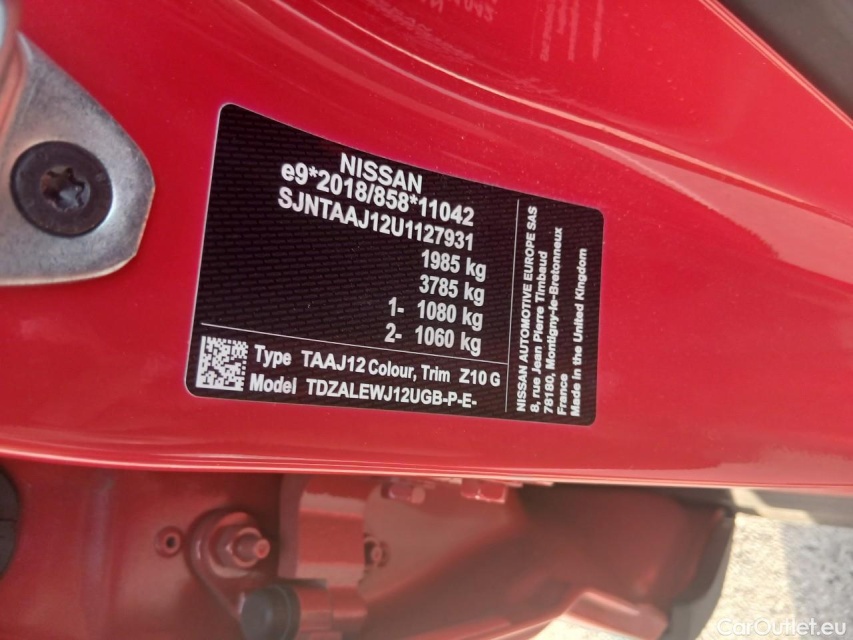 NISSAN
e9*2018/858*11042
SJNTAAJ12U1127931
1985 kg
3785 kg
1- 1080 kg
2- 1060 kg
Type TAAJ12 Colour, Trim Z10 G
Model TDZALEWJ12UGB-P-E-
NISSAN AUTOMOTIVE EUROPE SAS
8, rue Jean Pierre Timbaud
78180, Montigny-le-Bretonneux
France
Made in the United Kingdom
CarOutlet.eu